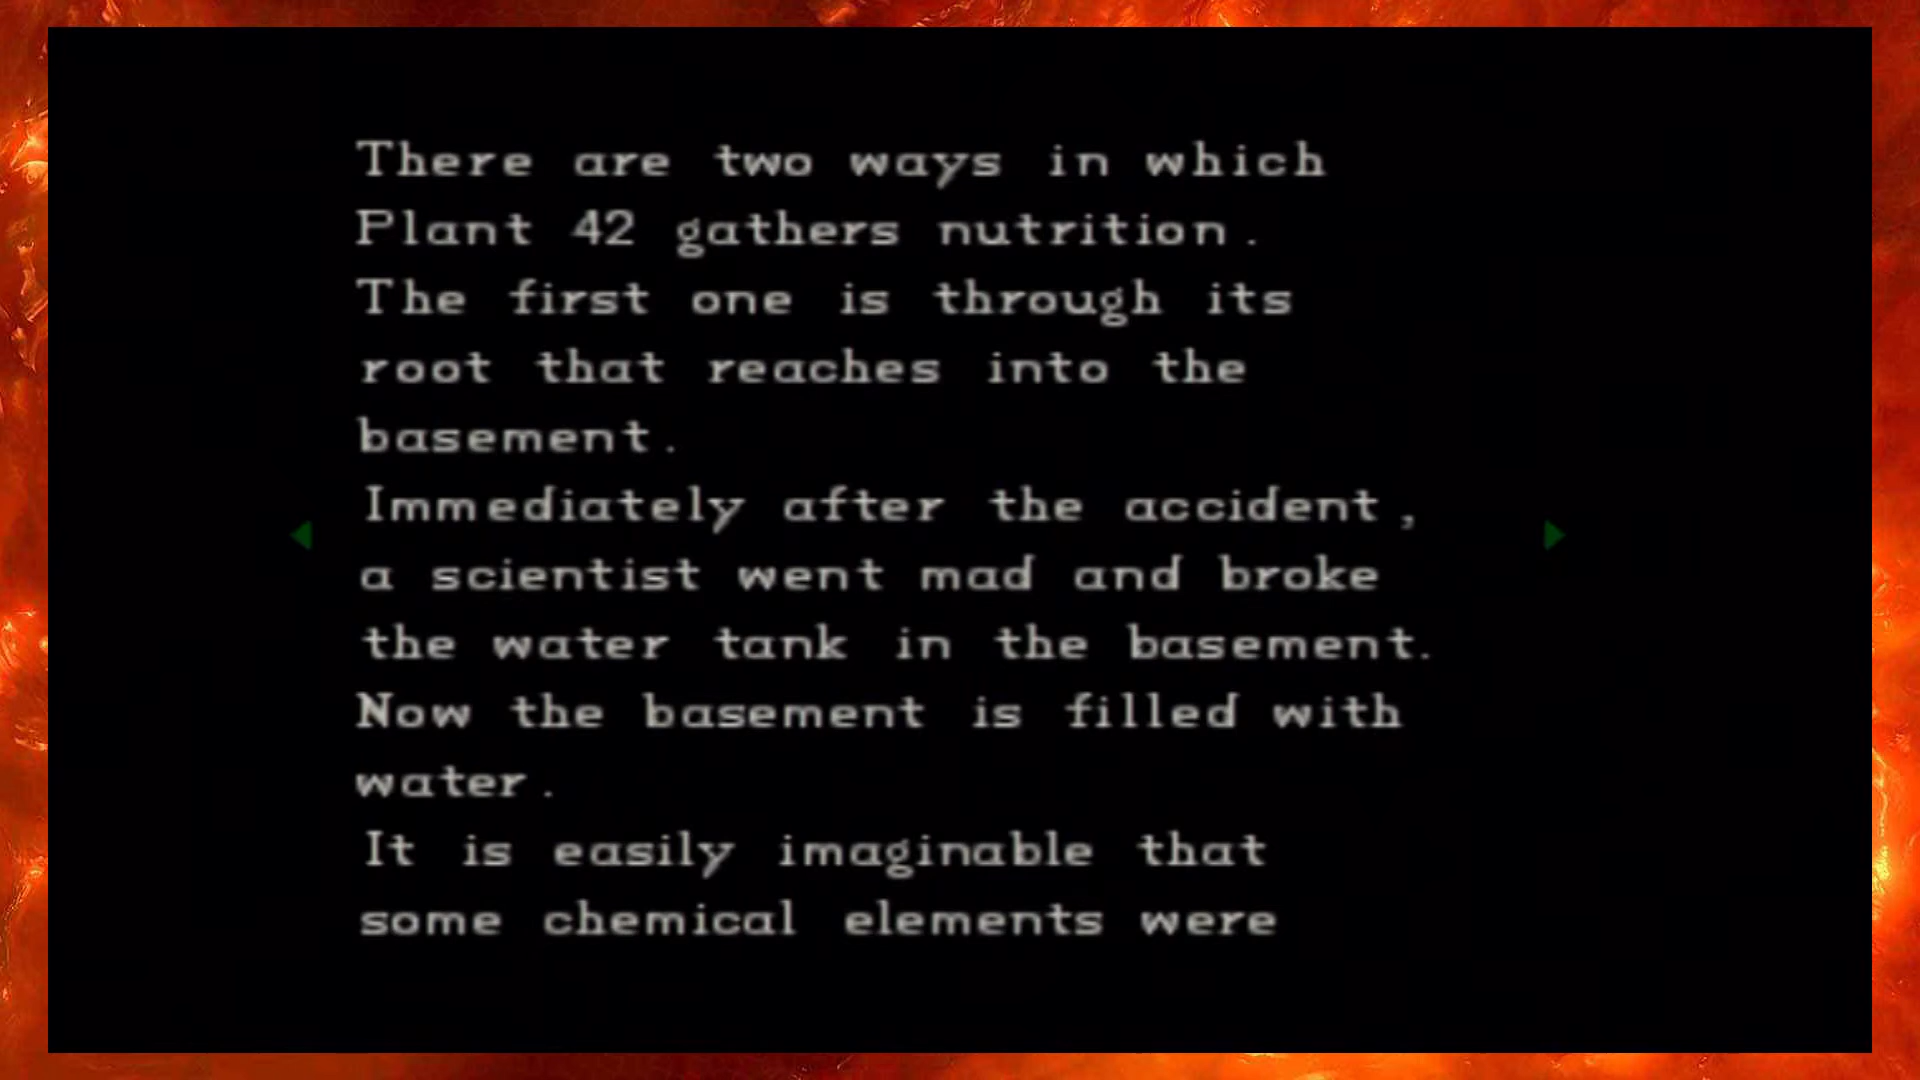 There are two ways in which
Plant 42 gathers nutrition.
The first one is through its
root that reaches into the
basement.
Immediately after the accident,
a scientist went mad and broke
the water tank in the basement.
Now the basement is filled with
water.
It is easily imaginable that
some chemical elements were